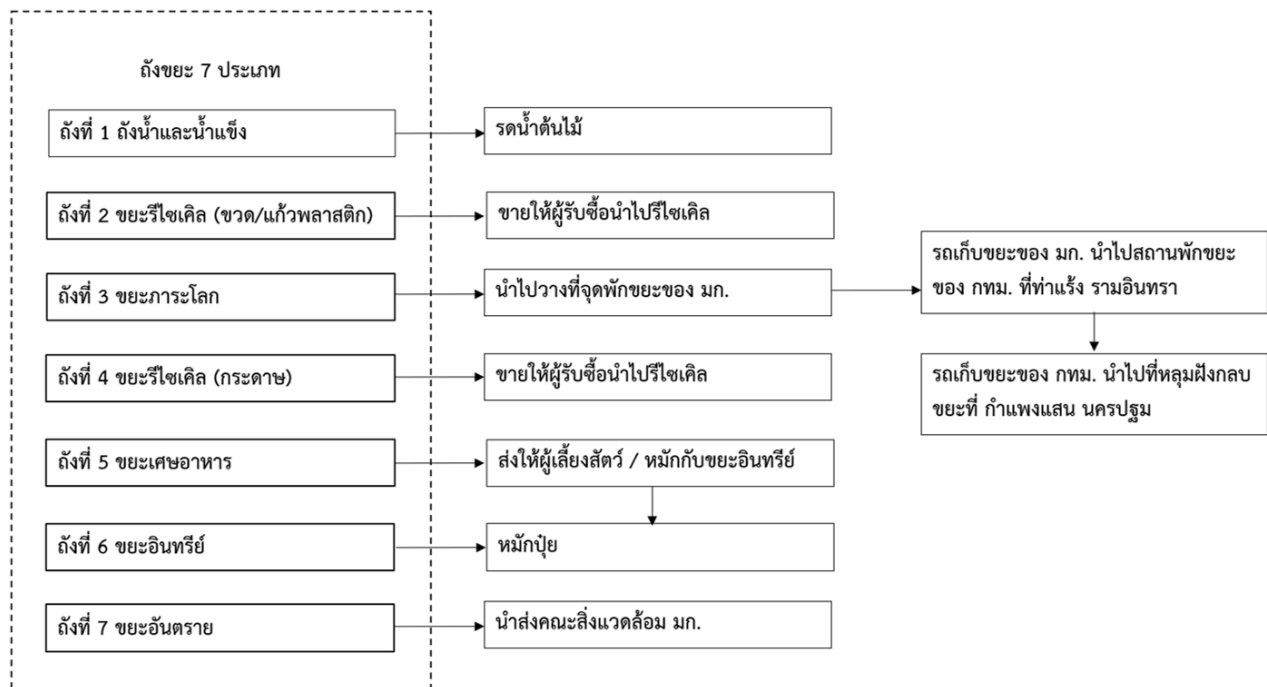 ถังขยะ 7 ประเภท
ถังที่ 1 ถังน้ำและน้ำแข็ง
รดน้ำต้นไม้
ถังที่ 2 ขยะรีไซเคิล (ขวด/แก้วพลาสติก)
ขายให้ผู้รับซื้อนำไปรีไซเคิล
ถังที่ 3 ขยะภาระโลก
นำไปวางที่จุดพักขยะของ มก.
รถเก็บขยะของ มก. นำไปสถานพักขยะ
ของ กทม. ที่ท่าแร้ง รามอินทรา
ถังที่ 4 ขยะรีไซเคิล (กระดาษ)
ขายให้ผู้รับซื้อนำไปรีไซเคิล
รถเก็บขยะของ กทม. นำไปที่หลุมฝังกลบ
ขยะที่ กำแพงแสน นครปฐม
ถังที่ 5 ขยะเศษอาหาร
ส่งให้ผู้เลี้ยงสัตว์ / หมักกับขยะอินทรีย์
ถังที่ 6 ขยะอินทรีย์
หมักปุ๋ย
ถังที่ 7 ขยะอันตราย
นำส่งคณะสิ่งแวดล้อม มก.